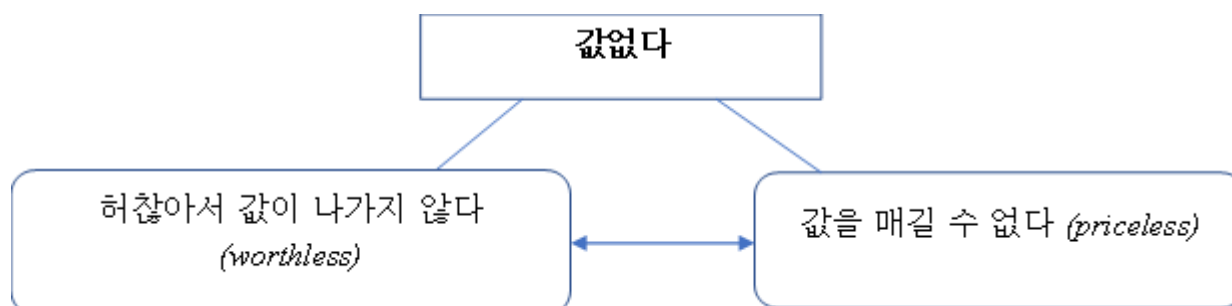 값없다
허찮아서 값이 나가지 않다
(worthless)
값을 매길 수 없다 (priceless)